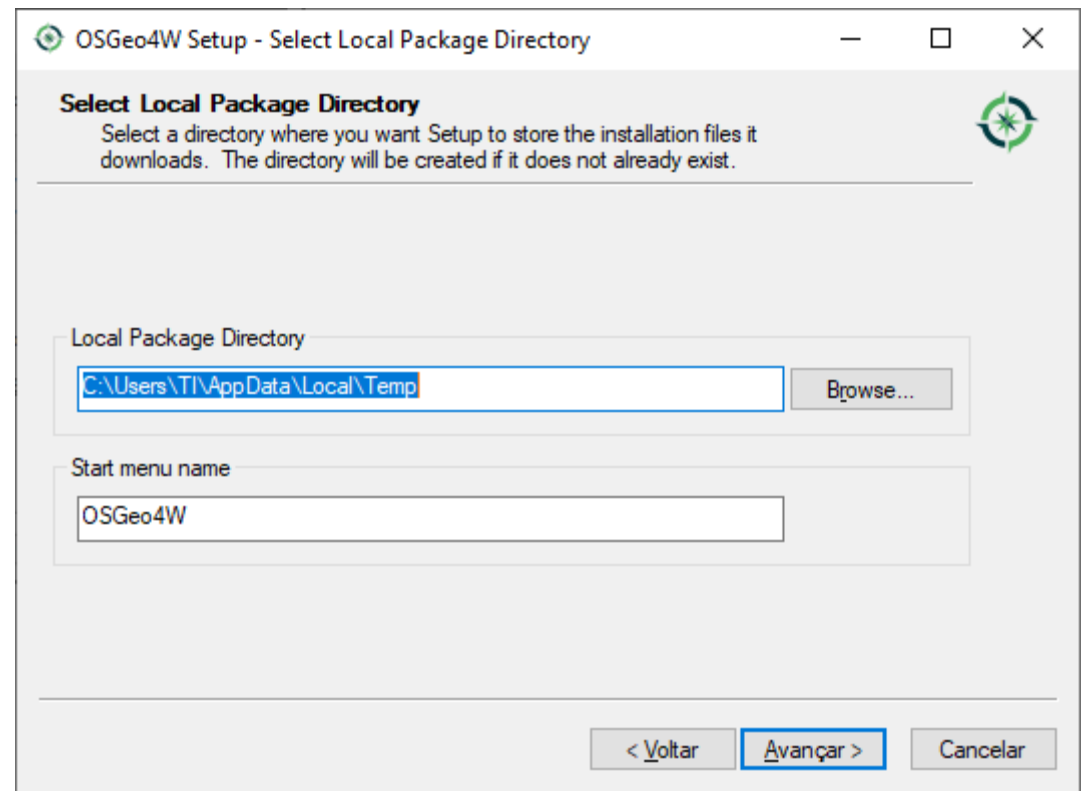 OSGeo4W Setup - Select Local Package Directory
Select Local Package Directory
Select a directory where you want Setup to store the installation files it
downloads.  The directory will be created if it does not already exist.
Local Package Directory
C:\Users\TI\AppData\Local\Temp
Browse...
Start menu name
OSGeo4W
< Voltar
Avançar >
Cancelar